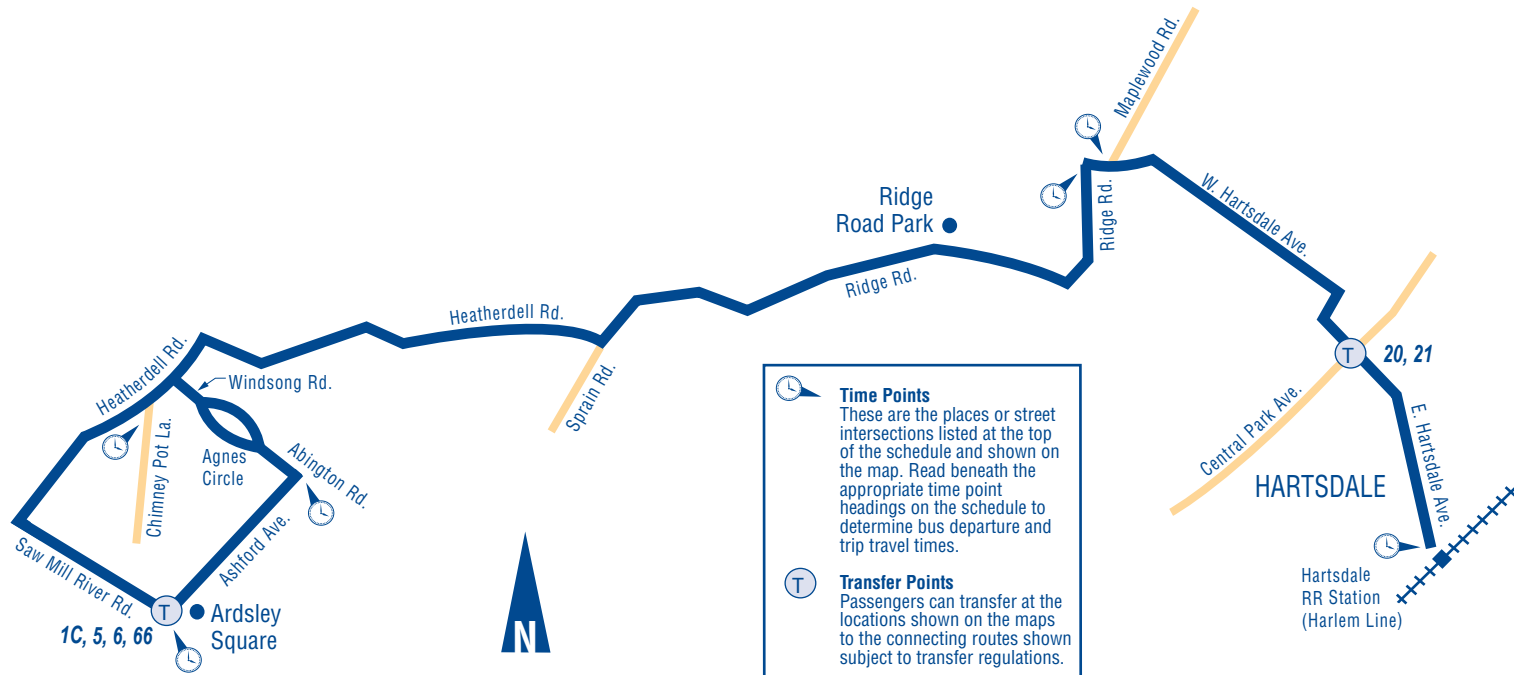 Maplewood Rd.
Ridge Rd.
W. Hartsdale Ave.
Ridge
Road Park
Ridge Rd.
Heatherdell Rd.
Heatherdell Rd.
Windsong Rd.
Sprain Rd.
T
20, 21
Central Park Ave.
E. Hartsdale Ave.
HARTSDALE
Chimney Pot La.
Agnes
Circle
Abington Rd.
Ashford Ave.
Saw Mill River Rd.
T
Ardsley
Square
1C, 5, 6, 66
N
Time Points
These are the places or street
intersections listed at the top
of the schedule and shown on
the map. Read beneath the
appropriate time point
headings on the schedule to
determine bus departure and
trip travel times.
T
Transfer Points
Passengers can transfer at the
locations shown on the maps
to the connecting routes shown
subject to transfer regulations.
Hartsdale
RR Station
(Harlem Line)